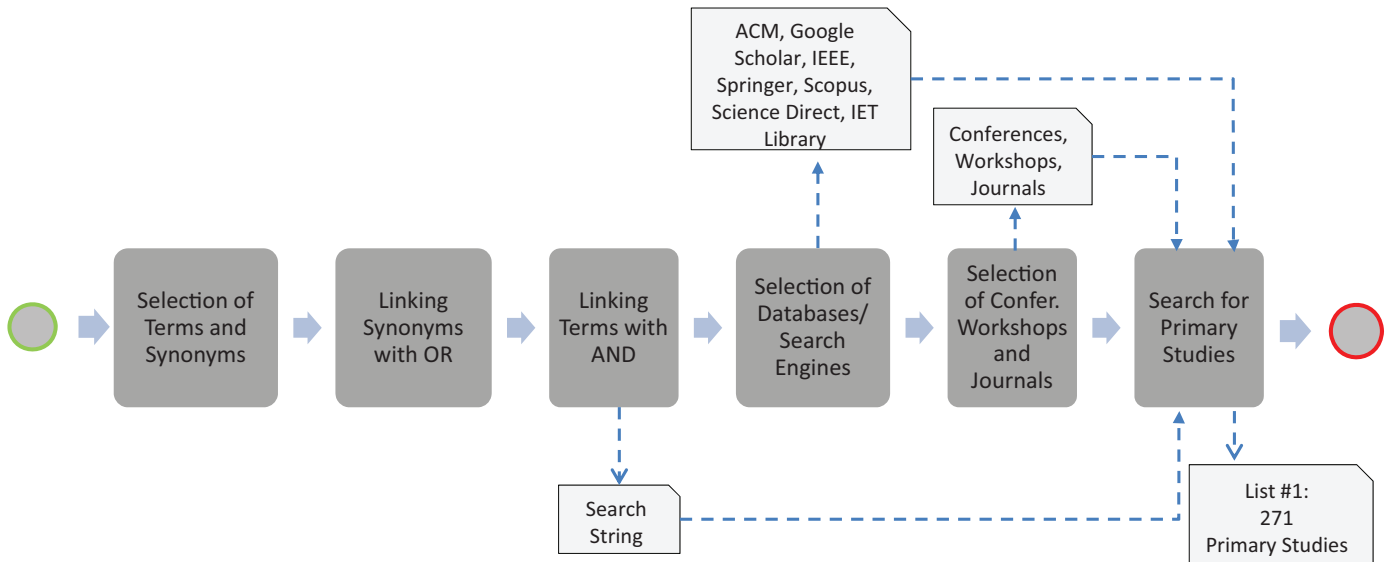 ACM, Google
Scholar, IEEE,
Springer, Scopus,
Science Direct, IET
Library
Conferences,
Workshops,
Journals
Selection of
Terms and
Synonyms
Linking
Synonyms
with OR
Linking
Terms with
AND
Selection of
Databases/
Search
Engines
Selection
of Confer.
Workshops
and
Journals
Search for
Primary
Studies
Search
String
List #1:
271
Primary Studies